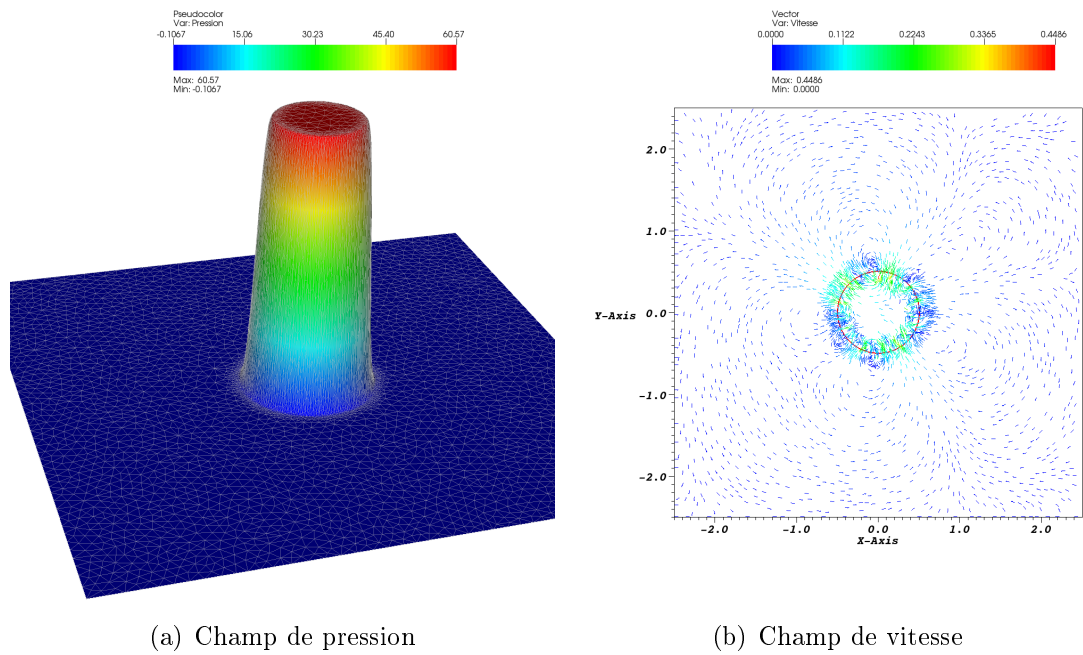 Pseudocolor
Var: Pression
-0.1067 15.06 30.23 45.40 60.57
Max: 60.57
Min: -0.1067
Vector
Var: Vitesse
0.0000 0.1122 0.2243 0.3365 0.4486
Max: 0.4486
Min: 0.0000
2.0
1.0
Y-Axis 0.0
-1.0
-2.0
-2.0 -1.0 0.0 1.0 2.0
X-Axis
(a) Champ de pression
(b) Champ de vitesse